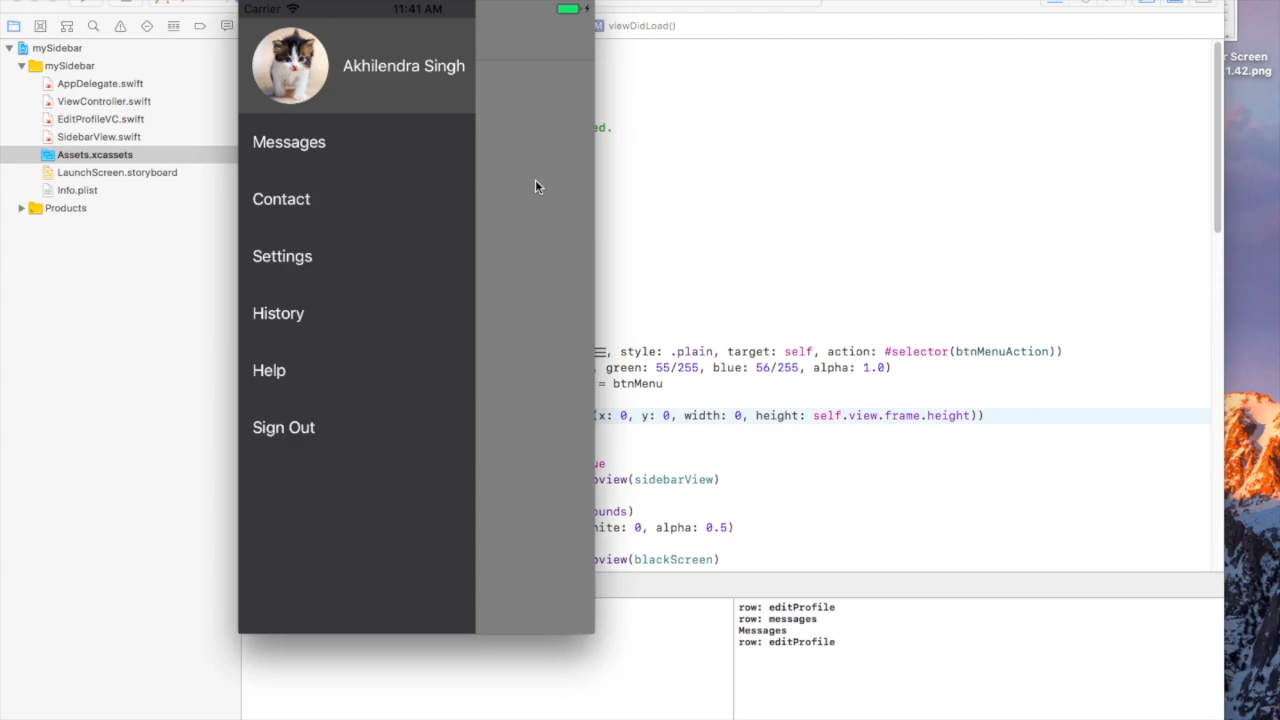 Carrier
11:41 AM
viewDidLoad()
mySidebar
mySidebar
AppDelegate.swift
ViewController.swift
EditProfileVC.swift
SidebarView.swift
Assets.xcassets
LaunchScreen.storyboard
Info.plist
Products
Akhilendra Singh
Messages
Contact
Settings
History
Help
Sign Out
ed.
, style: .plain, target: self, action: #selector(btnMenuAction))
, green: 55/255, blue: 56/255, alpha: 1.0)
= btnMenu
(x: 0, y: 0, width: 0, height: self.view.frame.height))
ue
bview(sidebarView)
ounds)
hite: 0, alpha: 0.5)
bview(blackScreen)
row: editProfile
row: messages
Messages
row: editProfile
r Screen
1.42.png